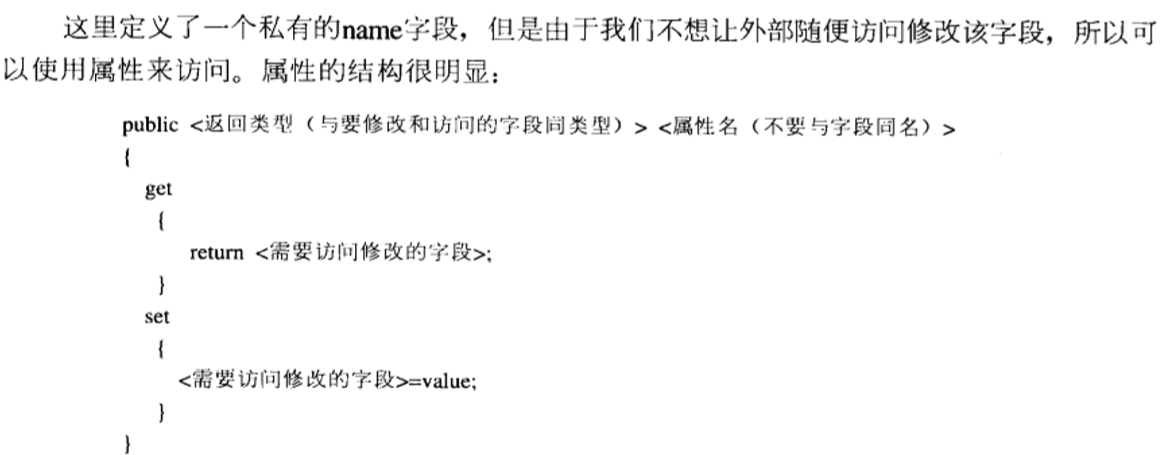 这里定义了一个私有的name字段，但是由于我们不想让外部随便访问修改该字段，所以可
以使用属性来访问。属性的结构很明显：
public <返回类型（与要修改和访问的字段同类型）> <属性名（不要与字段同名）>
{
get
{
return <需要访问修改的字段>;
}
set
{
<需要访问修改的字段>=value;
}
}